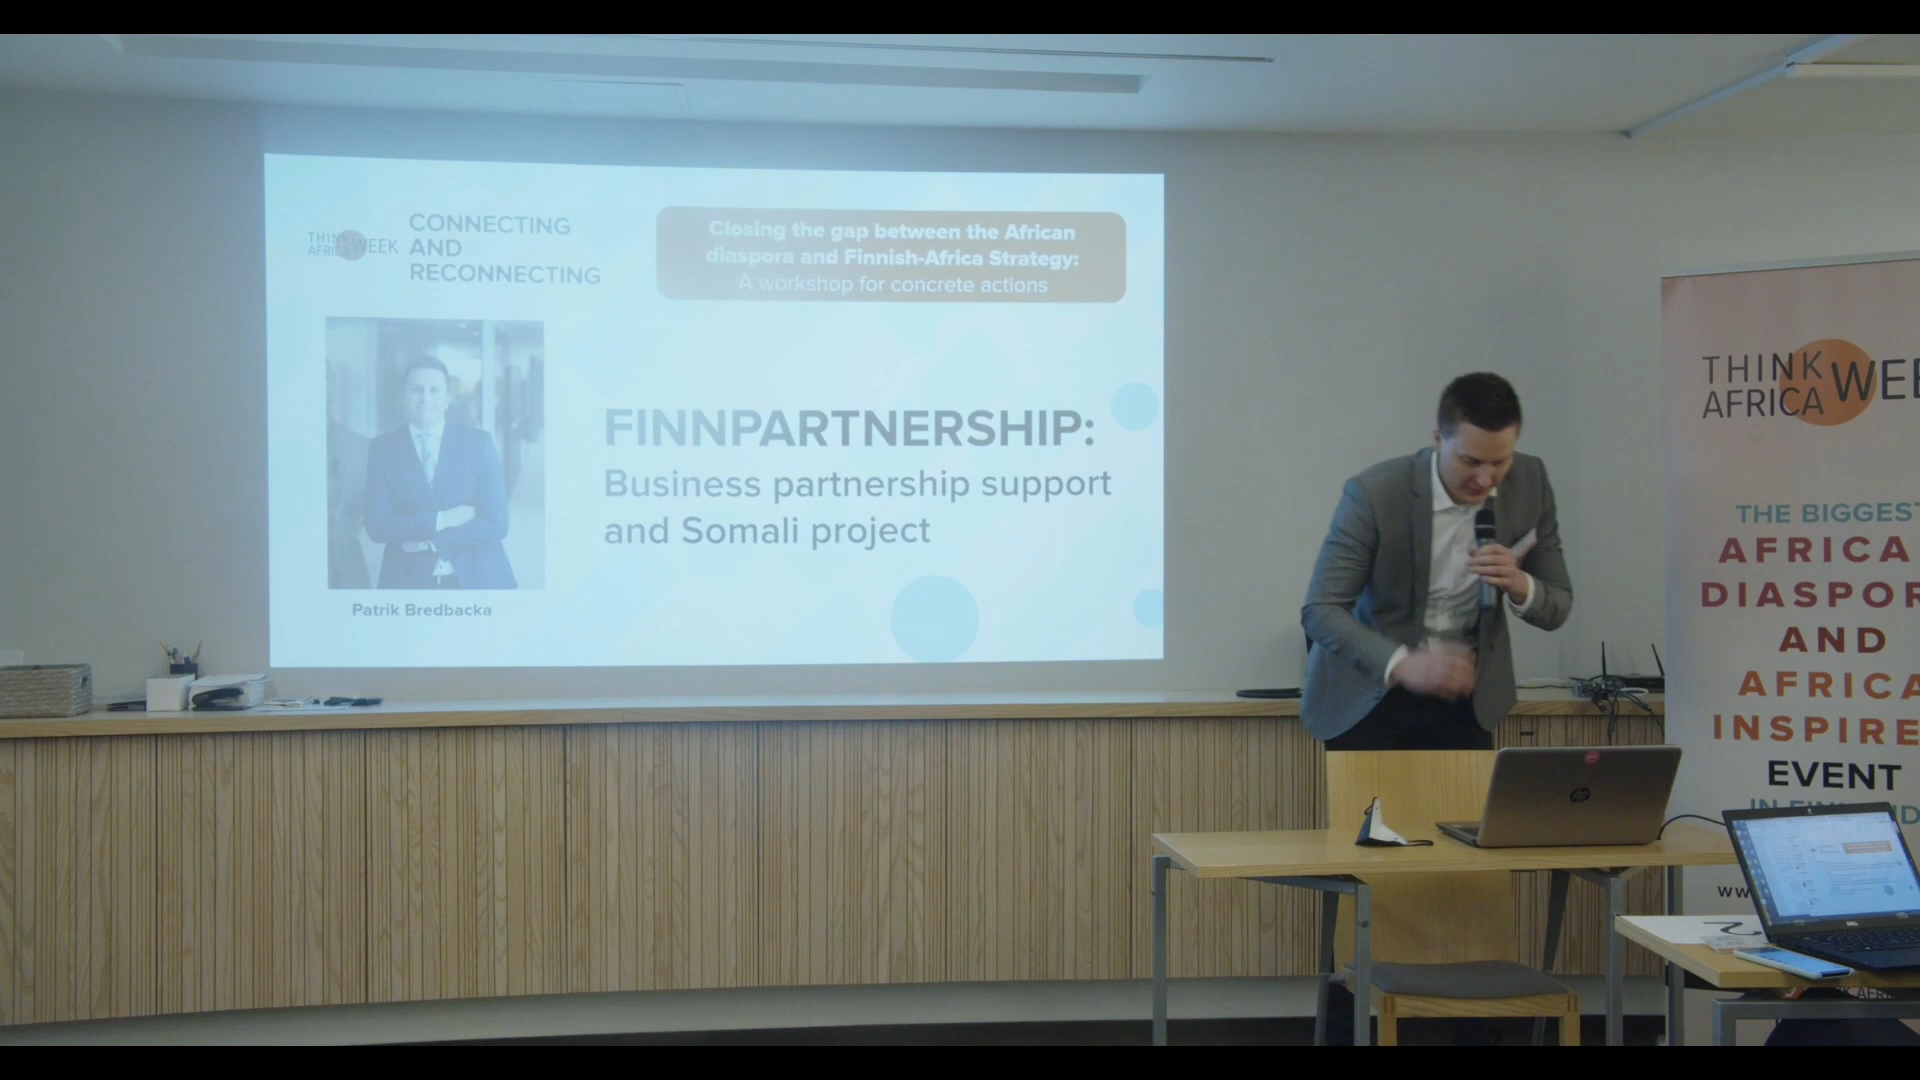 THINK
AFRICA WEEK
CONNECTING
AND
RECONNECTING
Closing the gap between the African
diaspora and Finnish-Africa Strategy:
A workshop for concrete actions
FINNPARTNERSHIP:
Business partnership support
and Somali project
Patrik Bredbacka
THINK
AFRICA WEE
THE BIGGEST
AFRICA
DIASPOR
AND
AFRICA
INSPIRE
EVENT
hp